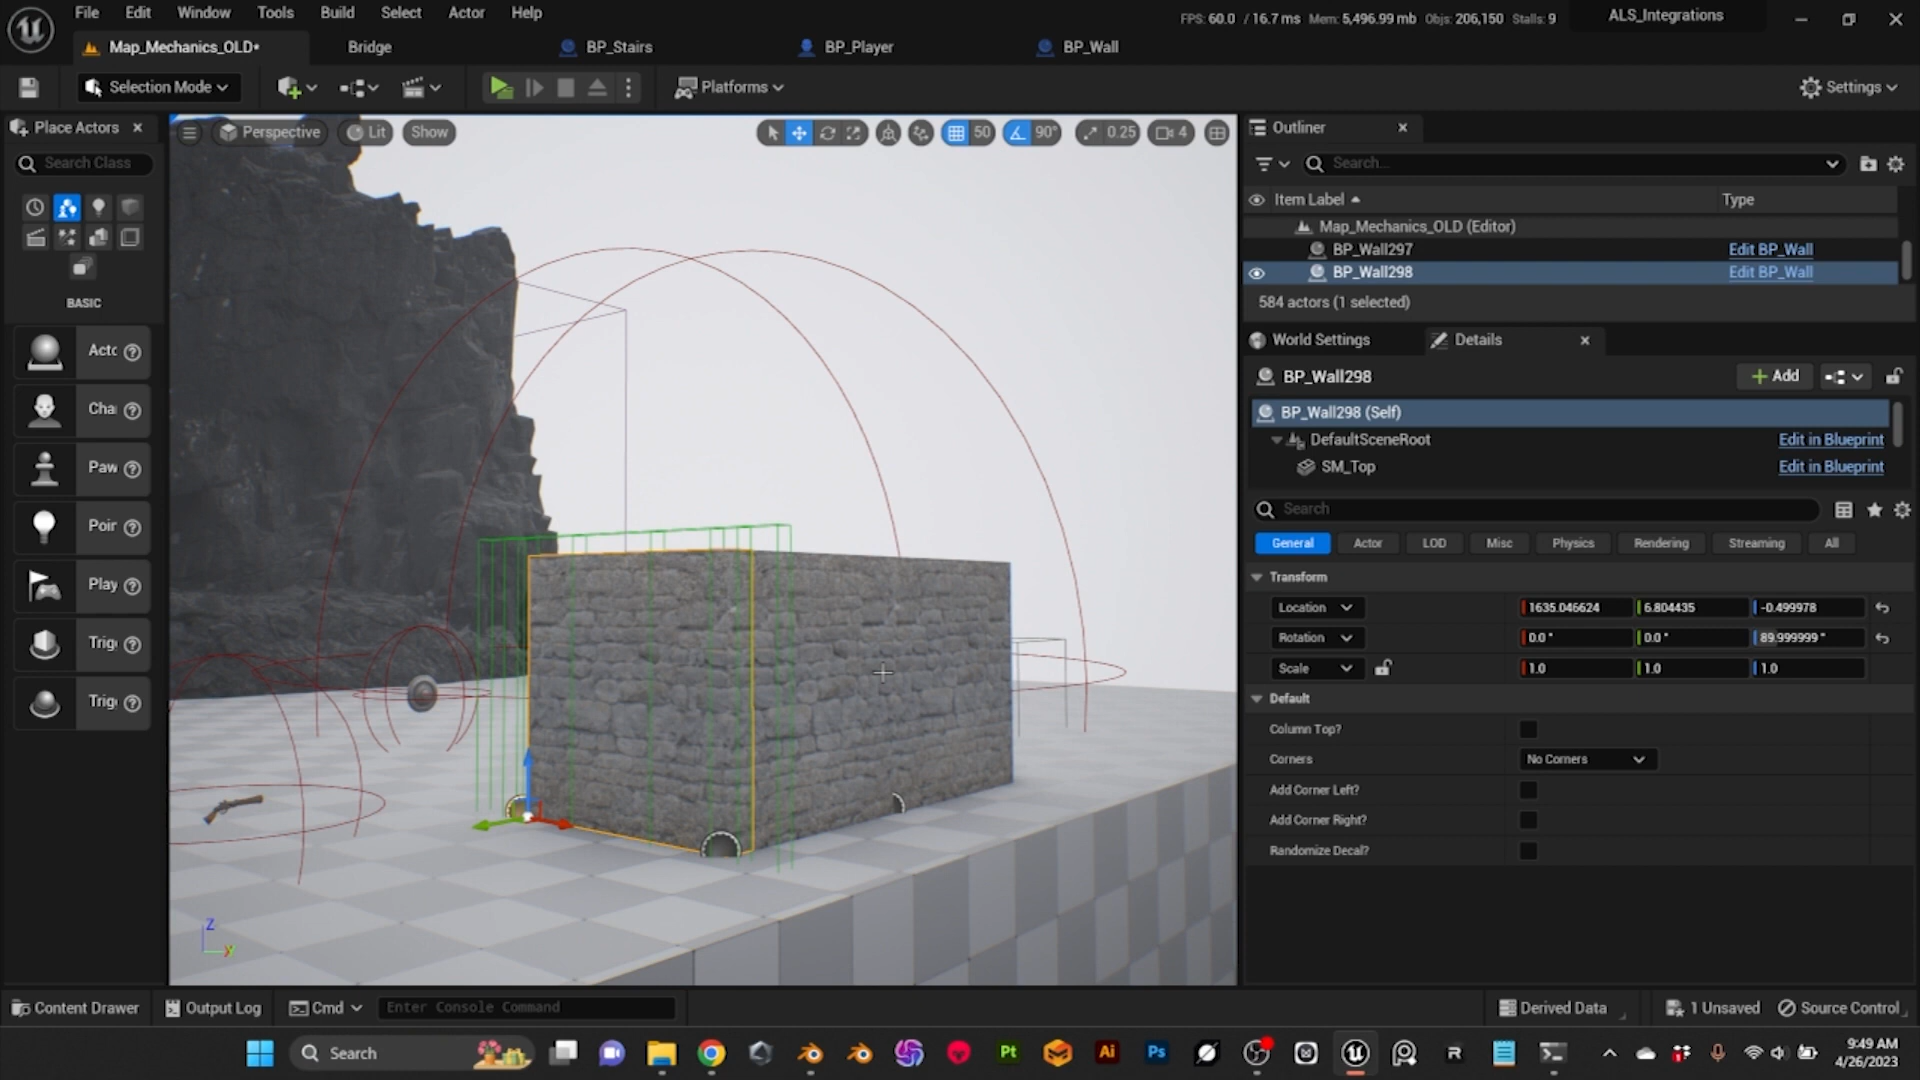 File Edit Window Tools Build Select Actor Help
FPS: 60.0 / 16.7 ms Mem: 5,496.99 mb Objs: 206,150 Stalls: 9
ALS_Integrations
Map_Mechanics_OLD*
Bridge
BP_Stairs
BP_Player
BP_Wall
Selection Mode
Platforms
Settings
Place Actors
Search Class
BASIC
Actc
Cha
Paw
Poir
Play
Trig
Trig
Perspective
Lit
Show
50
90°
0.25
4
Z
Y
Outliner
Search...
Item Label
Type
Map_Mechanics_OLD (Editor)
BP_Wall297 Edit BP_Wall
BP_Wall298 Edit BP_Wall
584 actors (1 selected)
World Settings
Details
BP_Wall298
Add
BP_Wall298 (Self)
DefaultSceneRoot Edit in Blueprint
SM_Top Edit in Blueprint
Search
General Actor LOD Misc Physics Rendering Streaming All
Transform
Location 1635.046624 6.804435 -0.499978
Rotation 0.0° 0.0° 89.999999°
Scale 1.0 1.0 1.0
Default
Column Top?
Corners No Corners
Add Corner Left?
Add Corner Right?
Randomize Decal?
Content Drawer
Output Log
Cmd
Enter Console Command
Derived Data
1 Unsaved
Source Control
Search
Pt
Ai
Ps
R
9:49 AM
4/26/2023